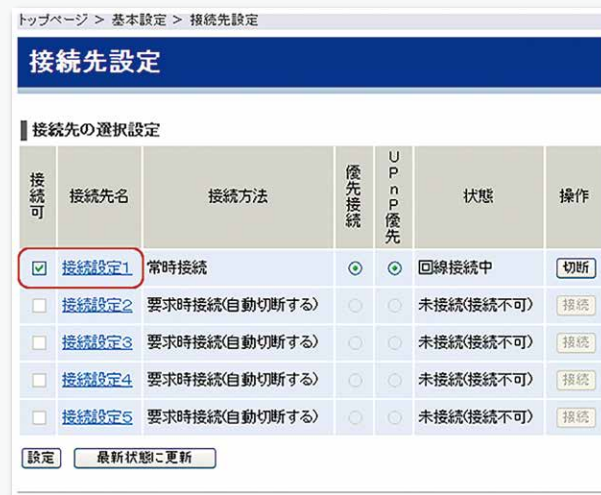 トップページ > 基本設定 > 接続先設定
接続先設定
接続先の選択設定
接続可 接続先名 接続方法 優先接続 UPnP優先 状態 操作
接続設定1 常時接続 回線接続中 切断
接続設定2 要求時接続(自動切断する) 未接続(接続不可) 接続
接続設定3 要求時接続(自動切断する) 未接続(接続不可) 接続
接続設定4 要求時接続(自動切断する) 未接続(接続不可) 接続
接続設定5 要求時接続(自動切断する) 未接続(接続不可) 接続
設定 最新状態に更新